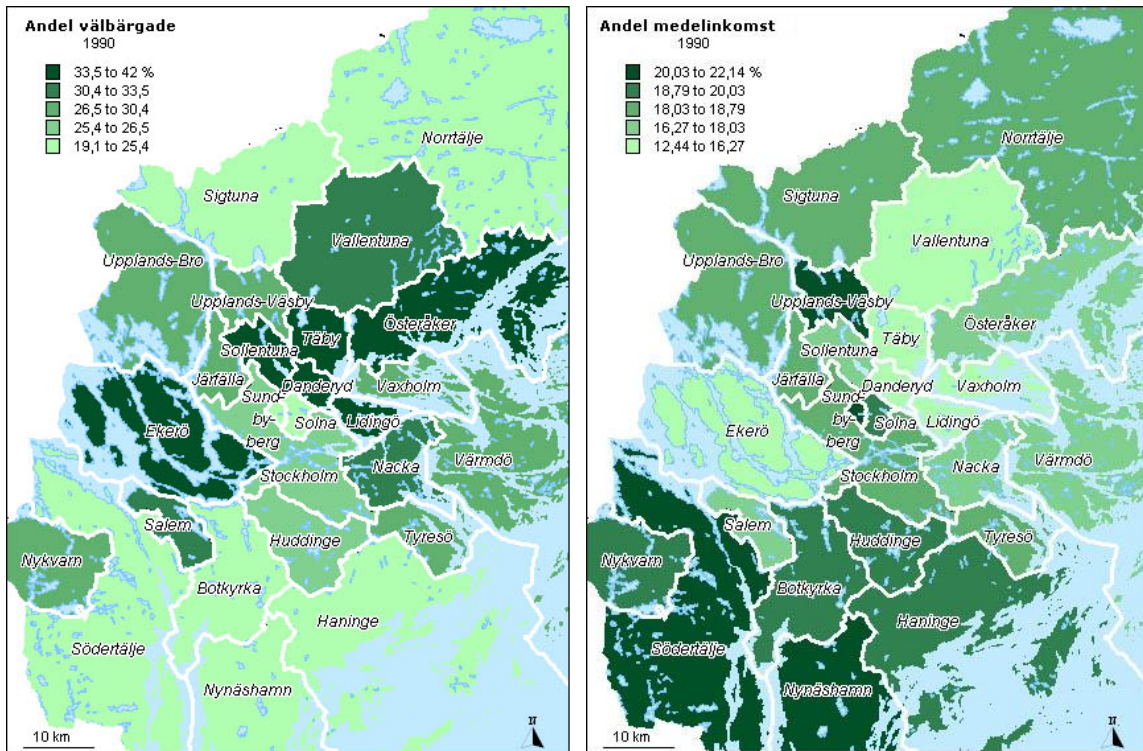 Andel välbärgade
1990
33,5 to 42 %
30,4 to 33,5
26,5 to 30,4
25,4 to 26,5
19,1 to 25,4
Norrtälje
Sigtuna
Vallentuna
Upplands-Bro
Upplands-Väsby
Österåker
Täby
Sollentuna
Järfälla
Danderyd
Vaxholm
Sund-
by-
berg
Solna
Lidingö
Ekerö
Stockholm
Nacka
Värmdö
Salem
Huddinge
Tyresö
Nykvarn
Botkyrka
Haninge
Södertälje
Nynäshamn
10 km
N
Andel medelinkomst
1990
20,03 to 22,14 %
18,79 to 20,03
18,03 to 18,79
16,27 to 18,03
12,44 to 16,27
Norrtälje
Sigtuna
Vallentuna
Upplands-Bro
Upplands-Väsby
Österåker
Täby
Sollentuna
Järfälla
Danderyd
Vaxholm
Sund-
by-
berg
Solna
Lidingö
Ekerö
Stockholm
Nacka
Värmdö
Salem
Huddinge
Tyresö
Nykvarn
Botkyrka
Haninge
Södertälje
Nynäshamn
10 km
N